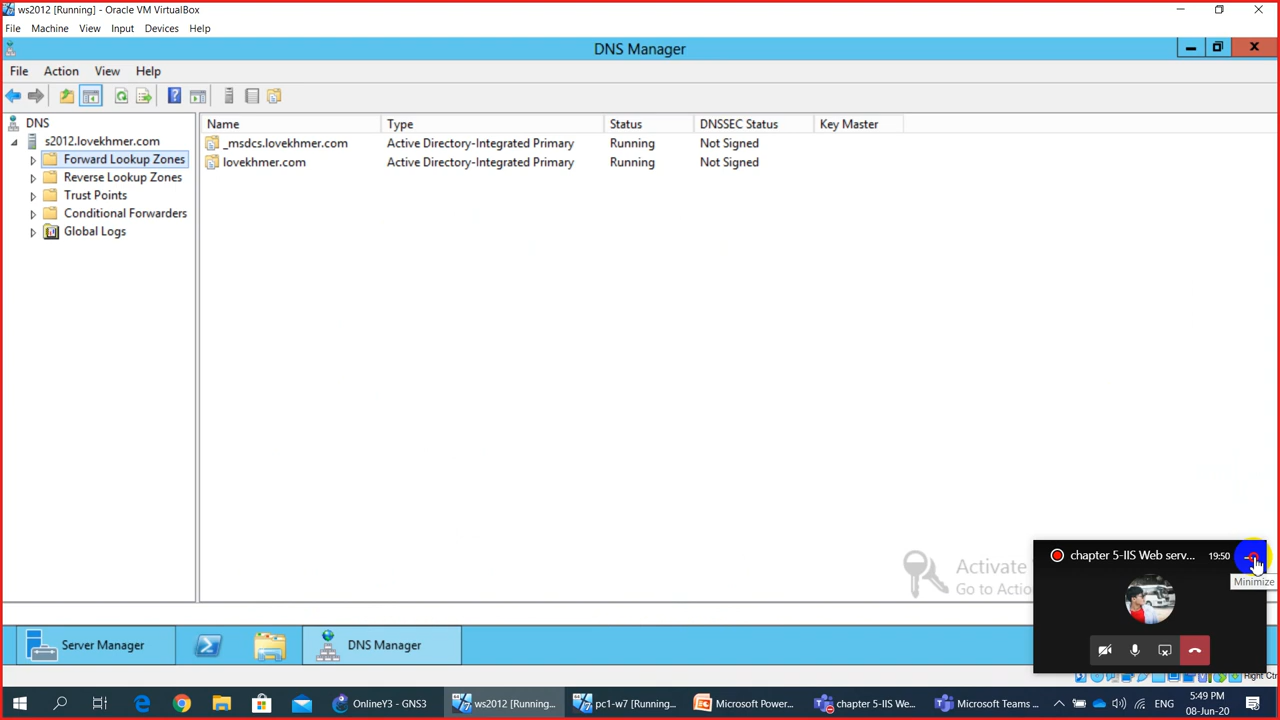 ws2012 [Running] - Oracle VM VirtualBox
File Machine View Input Devices Help
DNS Manager
File Action View Help
DNS
s2012.lovekhmer.com
Forward Lookup Zones
Reverse Lookup Zones
Trust Points
Conditional Forwarders
Global Logs
Name Type Status DNSSEC Status Key Master
_msdcs.lovekhmer.com Active Directory-Integrated Primary Running Not Signed
lovekhmer.com Active Directory-Integrated Primary Running Not Signed
Activate
Go to Actio
chapter 5-IIS Web serv... 19:50
Minimize
Server Manager DNS Manager
Right Ctr
OnlineY3 - GNS3 ws2012 [Running... pc1-w7 [Running... Microsoft Power... chapter 5-IIS We... Microsoft Teams ... ENG
5:49 PM
08-Jun-20